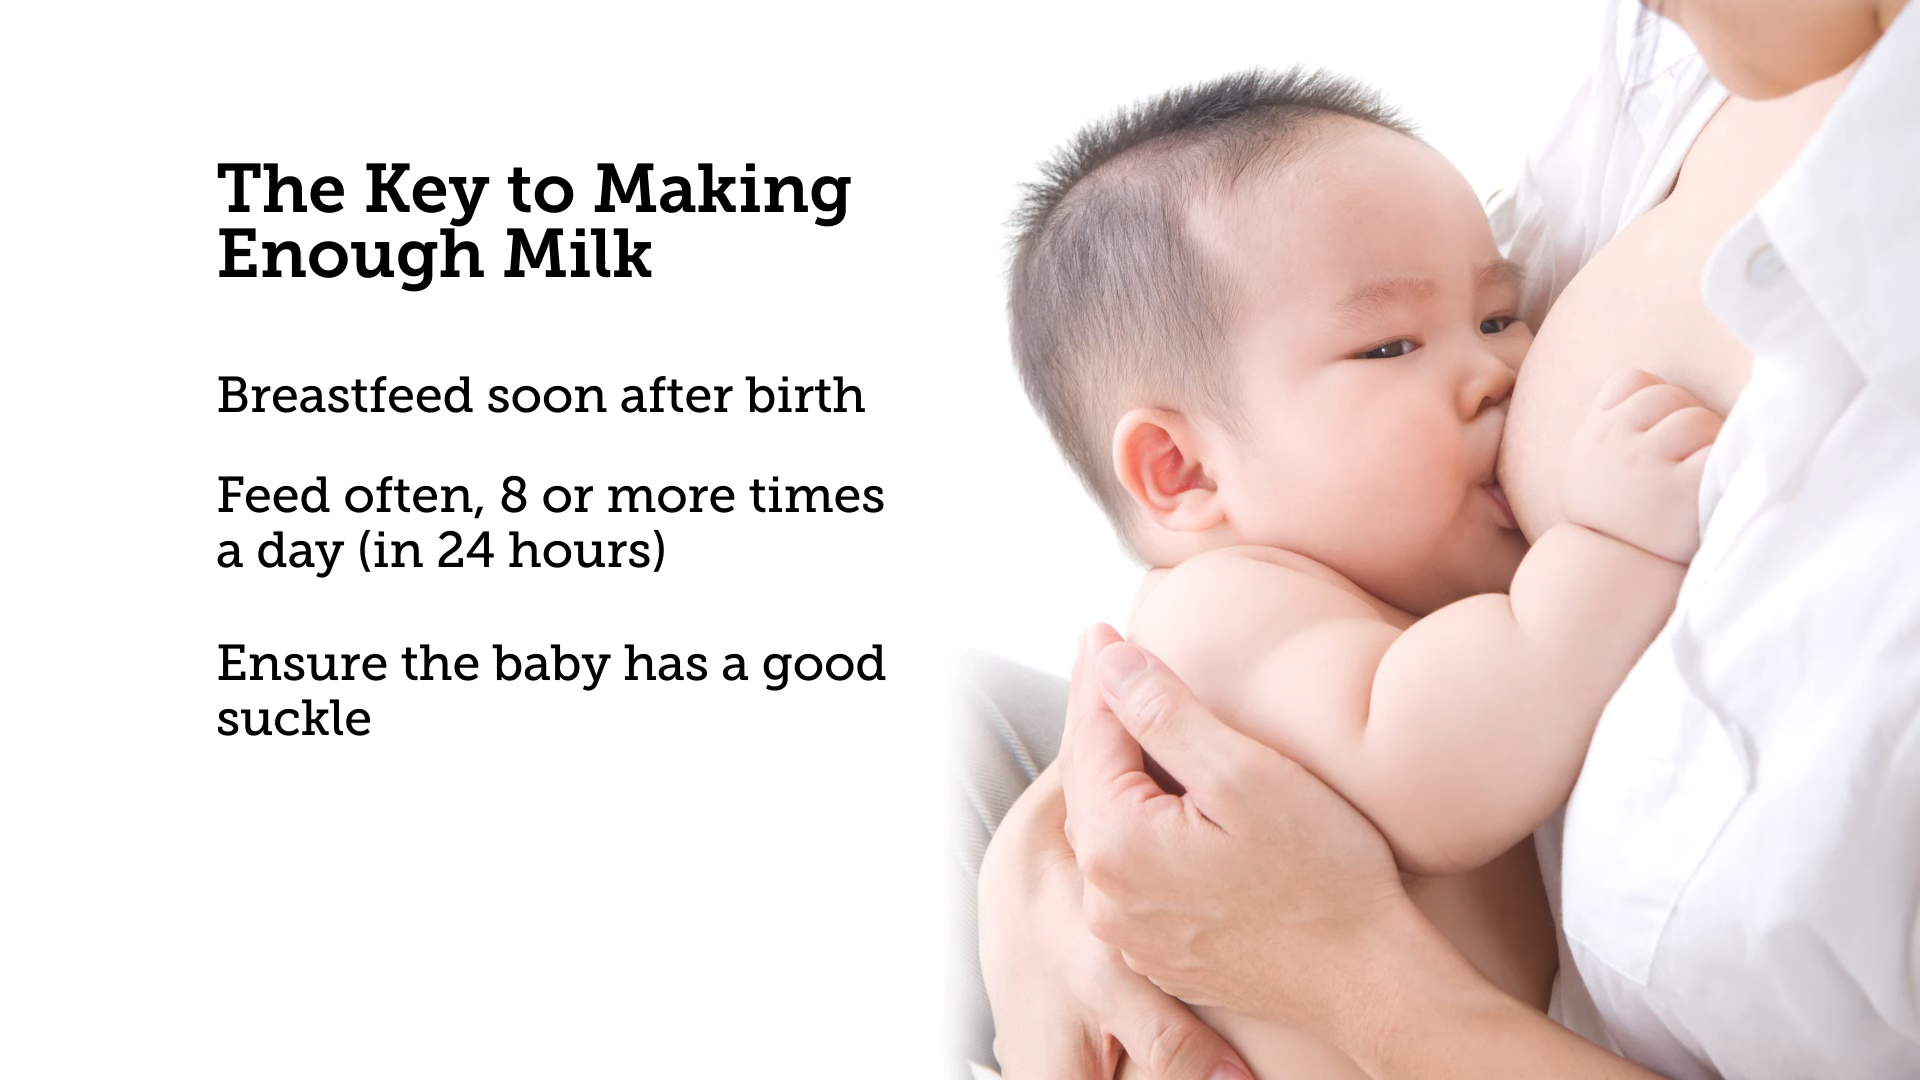 The Key to Making
Enough Milk
Breastfeed soon after birth
Feed often, 8 or more times
a day (in 24 hours)
Ensure the baby has a good
suckle